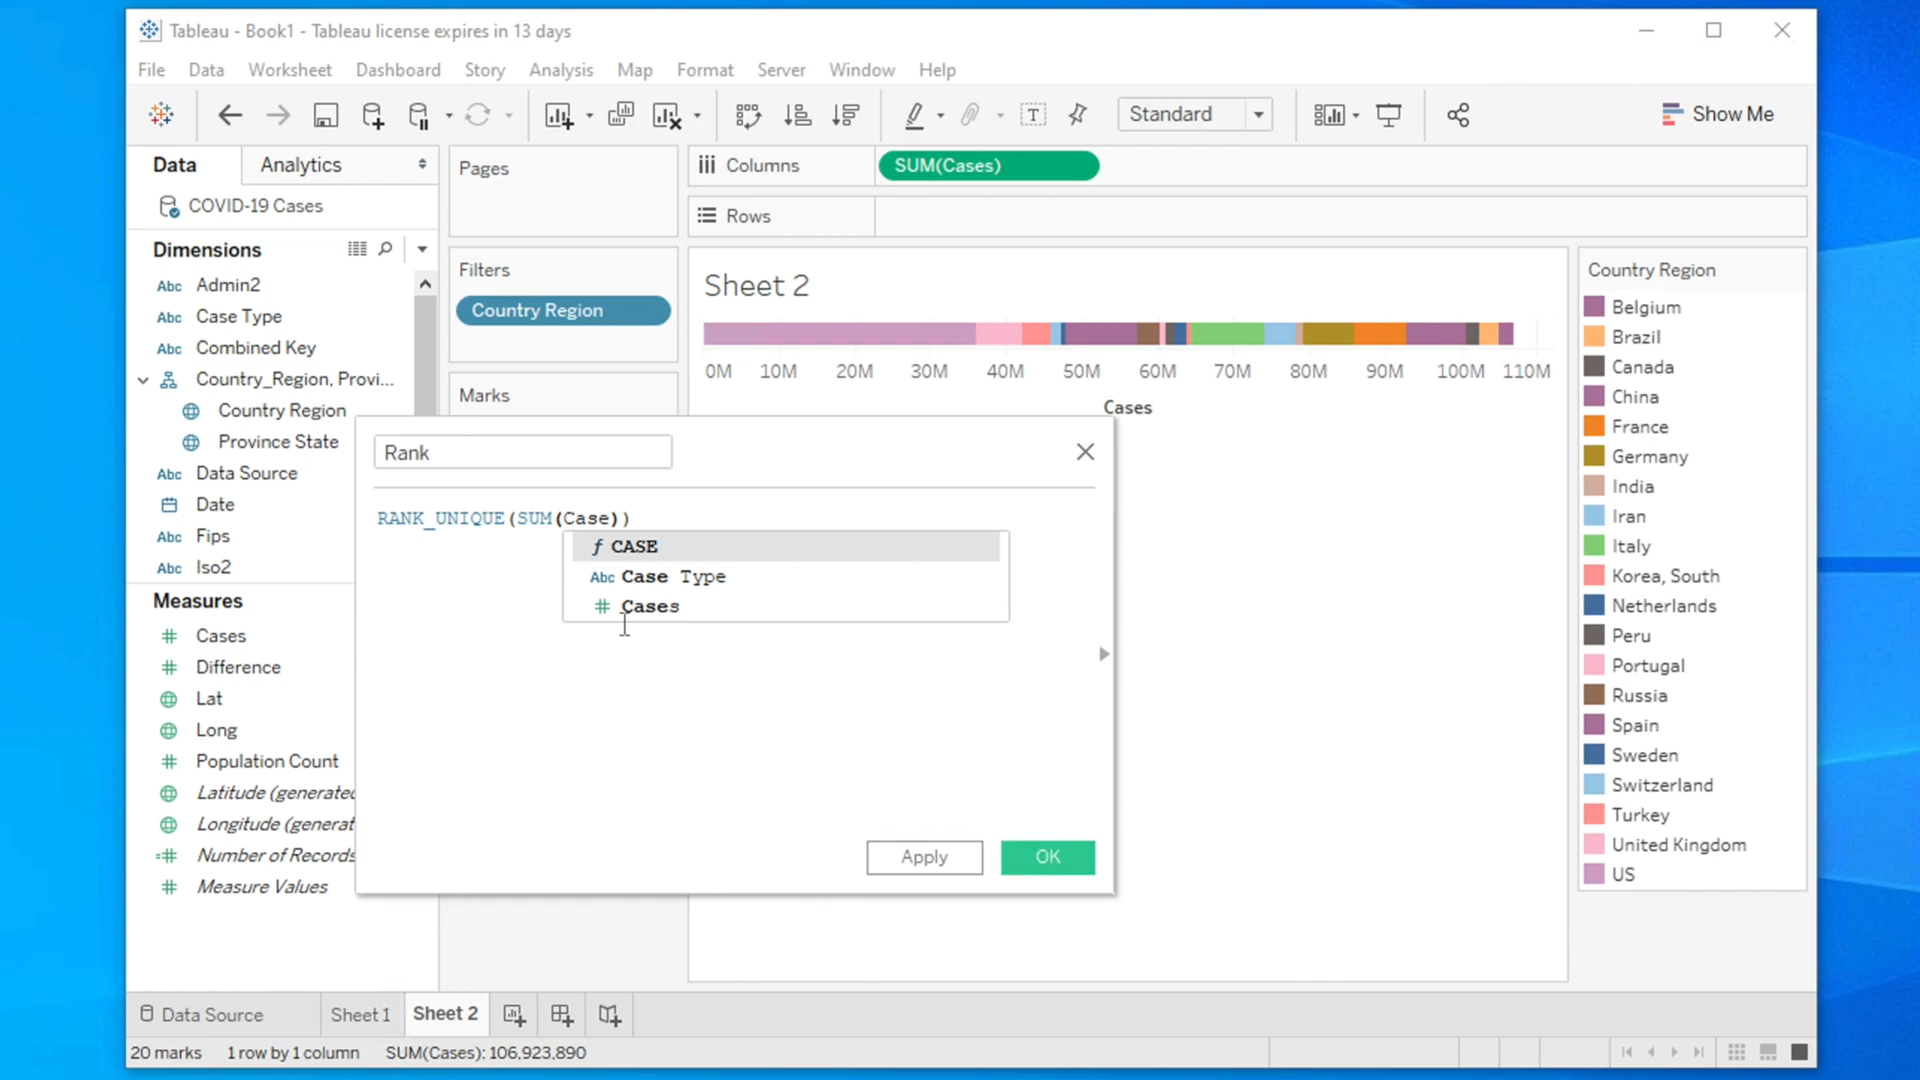 Tableau - Book1 - Tableau license expires in 13 days
File Data Worksheet Dashboard Story Analysis Map Format Server Window Help
Standard
Show Me
Data
Analytics
COVID-19 Cases
Dimensions
Abc Admin2
Abc Case Type
Abc Combined Key
Country_Region, Provi...
Country Region
Province State
Abc Data Source
Date
Abc Fips
Abc Iso2
Measures
# Cases
# Difference
Lat
Long
# Population Count
Latitude (generated
Longitude (generat
=# Number of Records
# Measure Values
Pages
Filters
Country Region
Marks
Columns
SUM(Cases)
Rows
Sheet 2
0M 10M 20M 30M 40M 50M 60M 70M 80M 90M 100M 110M
Cases
Rank
RANK_UNIQUE(SUM(Case))
f CASE
Abc Case Type
# Cases
Apply
OK
Country Region
Belgium
Brazil
Canada
China
France
Germany
India
Iran
Italy
Korea, South
Netherlands
Peru
Portugal
Russia
Spain
Sweden
Switzerland
Turkey
United Kingdom
US
Data Source
Sheet 1
Sheet 2
20 marks
1 row by 1 column
SUM(Cases): 106,923,890